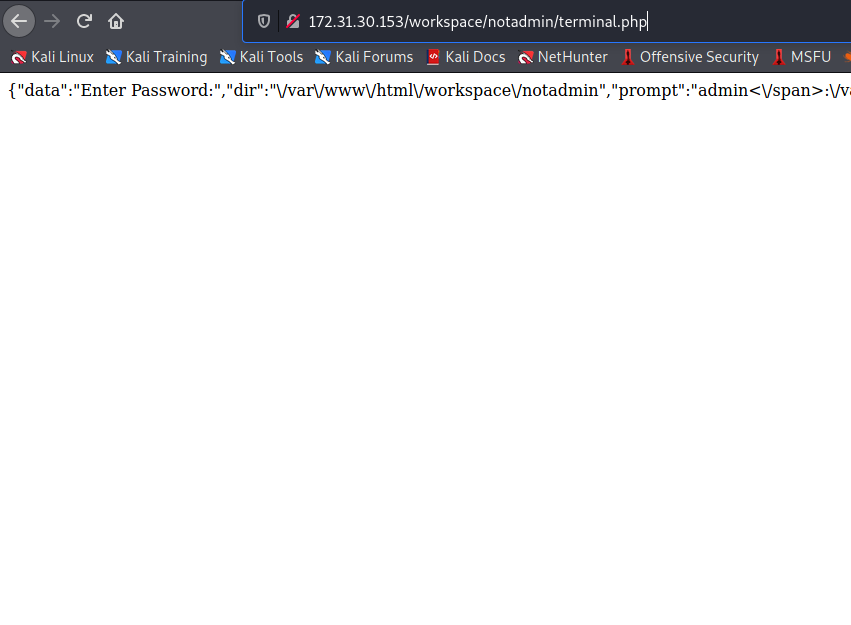 172.31.30.153/workspace/notadmin/terminal.php
Kali Linux Kali Training Kali Tools Kali Forums Kali Docs NetHunter Offensive Security MSFU
{"data":"Enter Password:","dir":"\/var\/www\/html\/workspace\/notadmin","prompt":"admin<\/span>:\/va